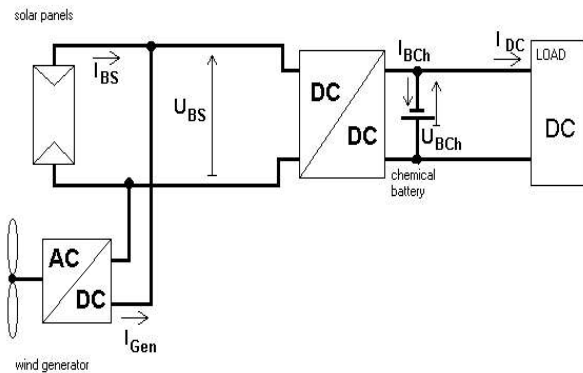 solar panels
I_BS
U_BS
DC
DC
I_BCh
U_BCh
chemical
battery
I_DC
LOAD
DC
AC
DC
I_Gen
wind generator